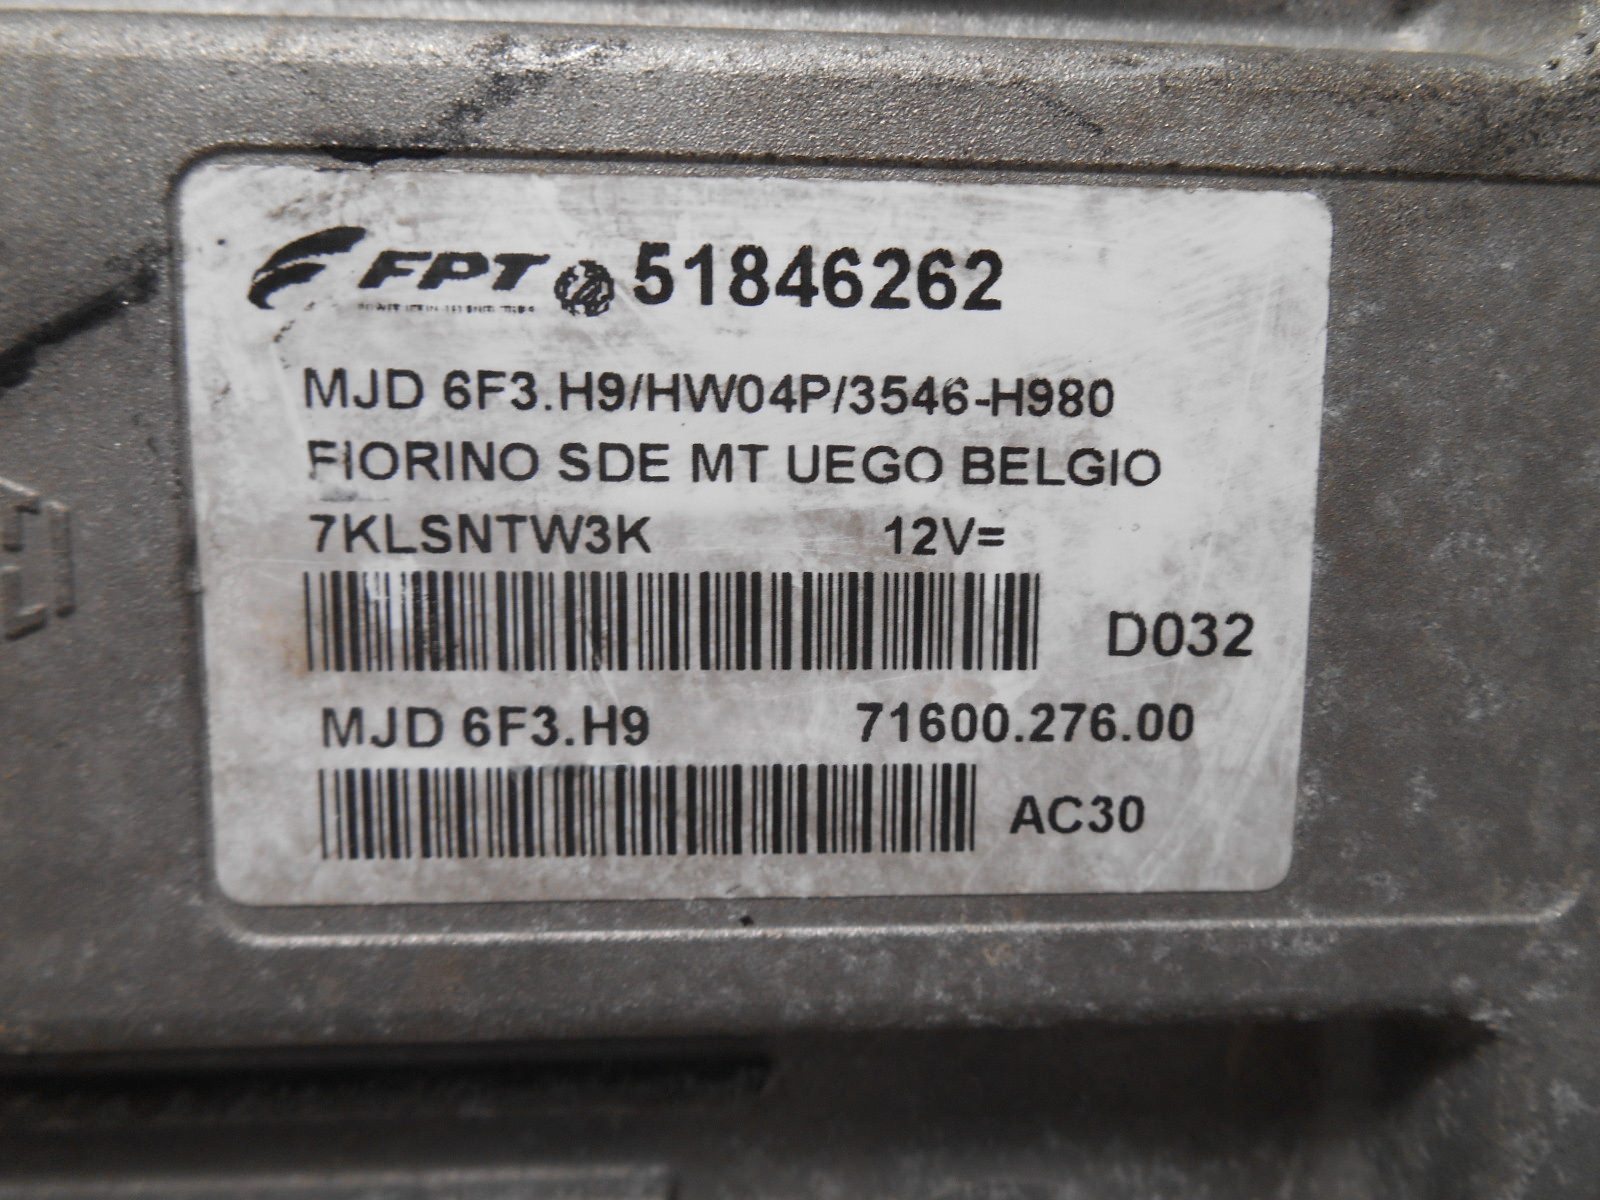 FPT 51846262
MJD 6F3.H9/HW04P/3546-H980
FIORINO SDE MT UEGO BELGIO
7KLSNTW3K 12V=
D032
MJD 6F3.H9 71600.276.00
AC30